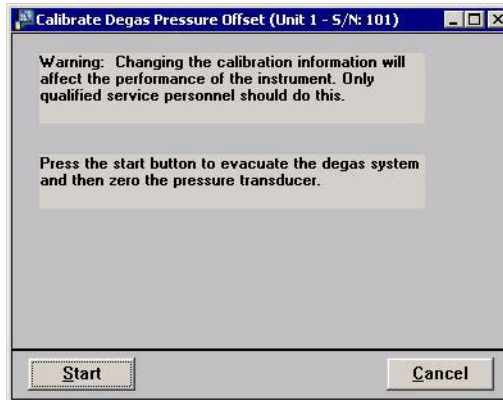 Calibrate Degas Pressure Offset (Unit 1 - S/N: 101)
Warning: Changing the calibration information will
affect the performance of the instrument. Only
qualified service personnel should do this.
Press the start button to evacuate the degas system
and then zero the pressure transducer.
Start
Cancel